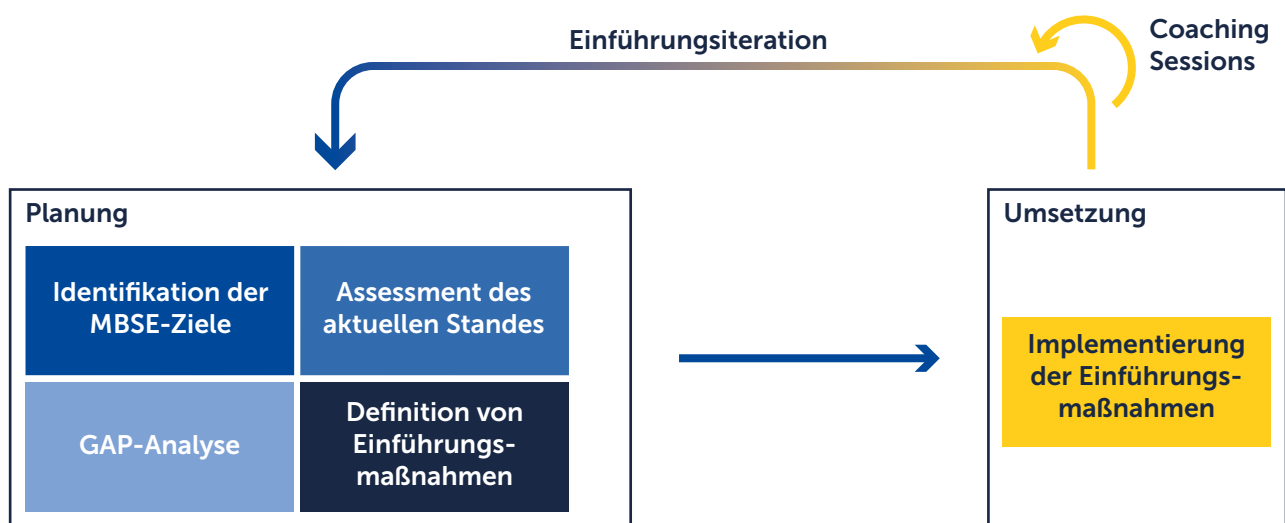 Einführungsiteration
Coaching
Sessions
Planung
Identifikation der
MBSE-Ziele
Assessment des
aktuellen Standes
GAP-Analyse
Definition von
Einführungs-
maßnahmen
Umsetzung
Implementierung
der Einführungs-
maßnahmen